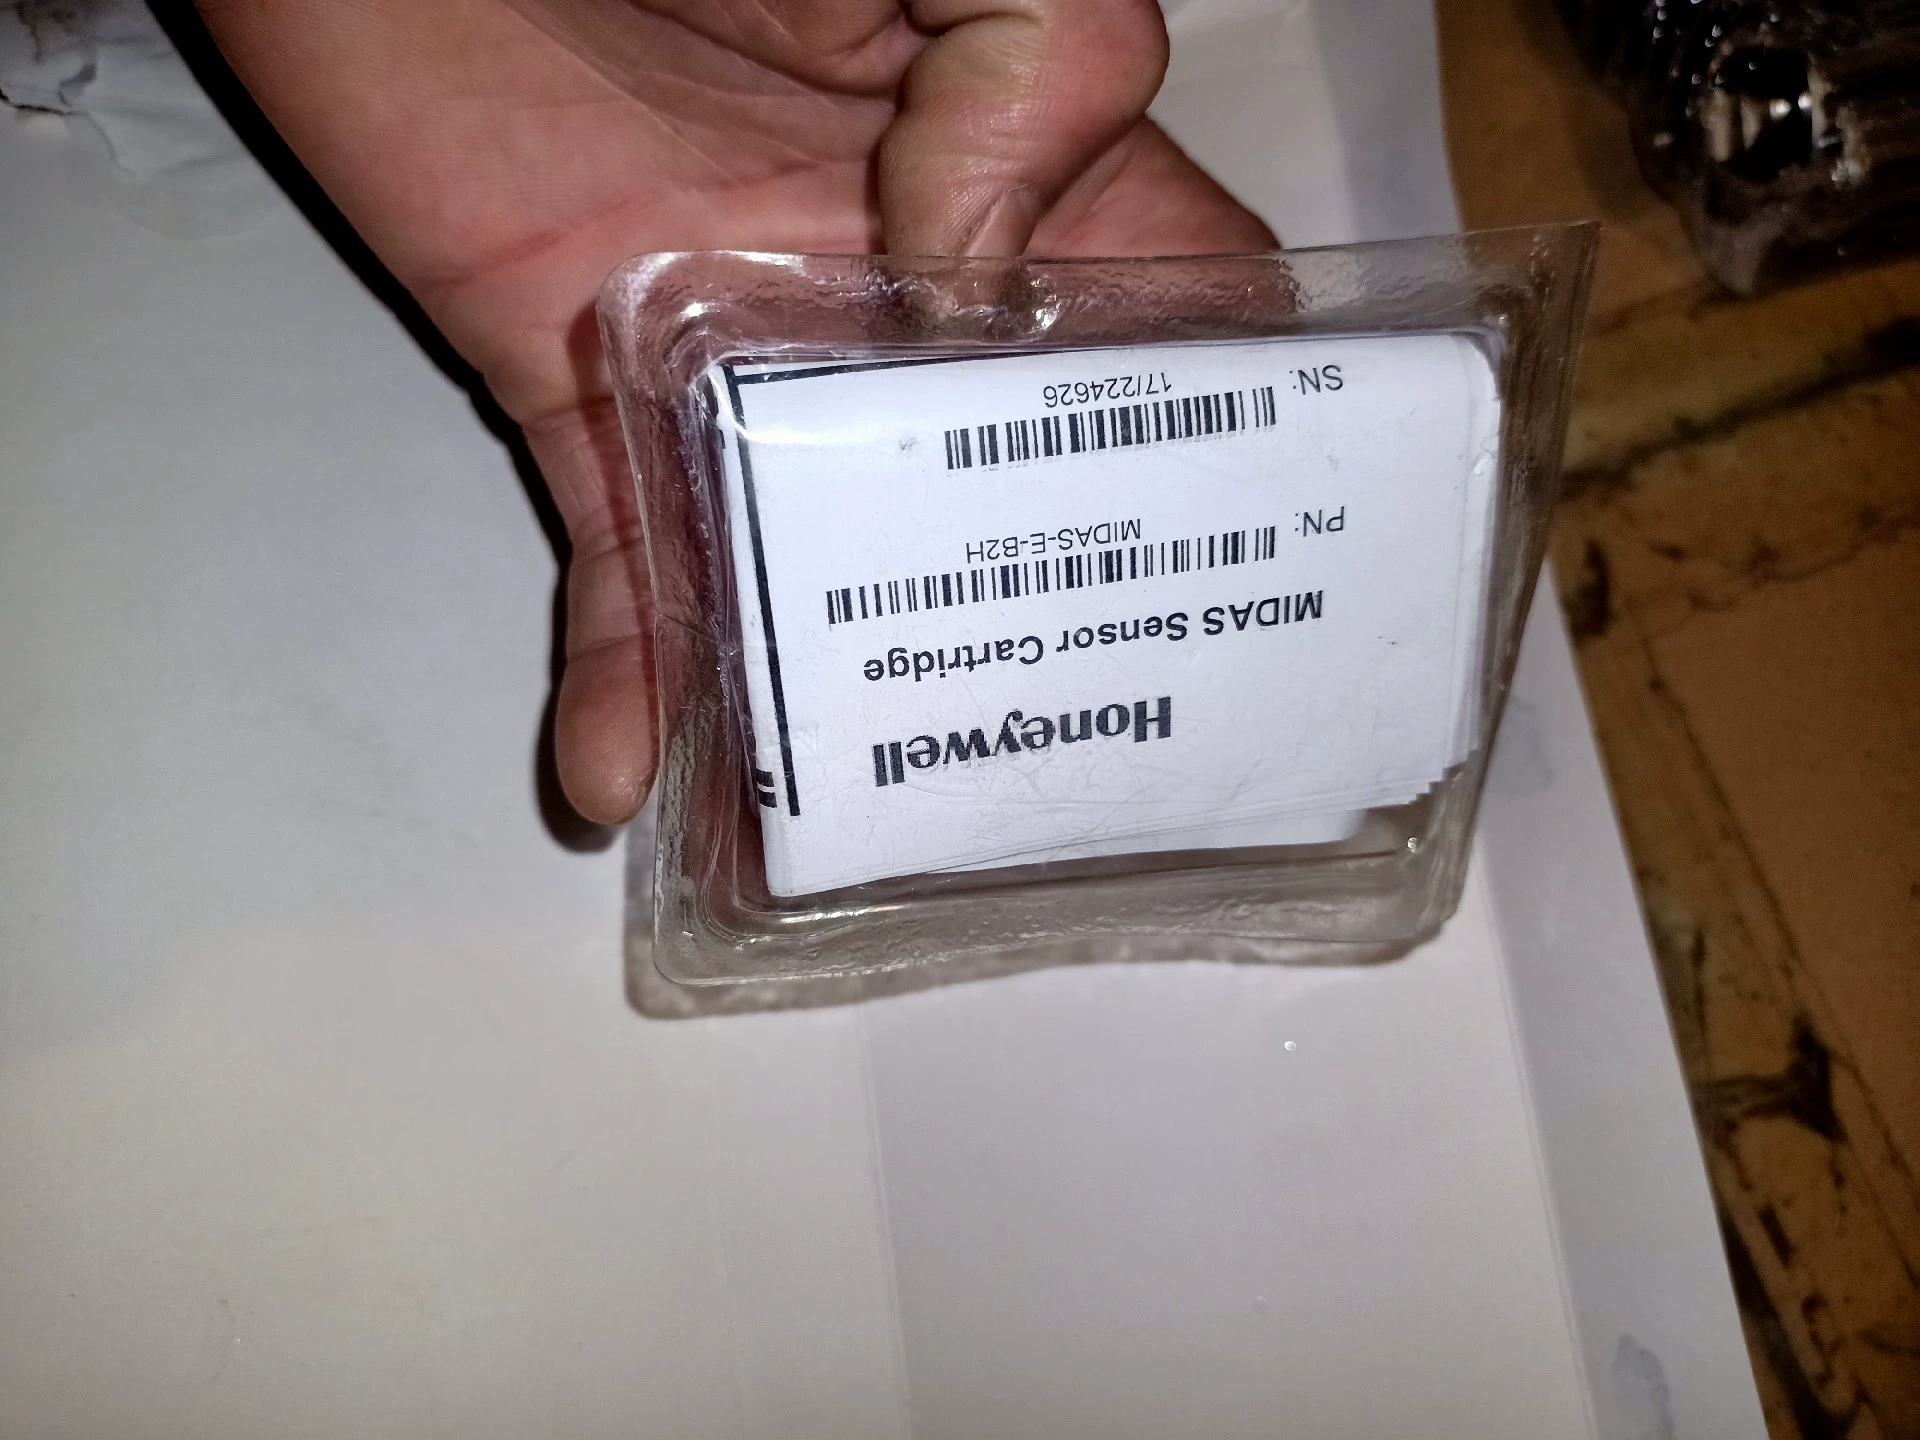 Honeywell
MIDAS Sensor Cartridge
PN: MIDAS-E-B2H
SN: 17/224626